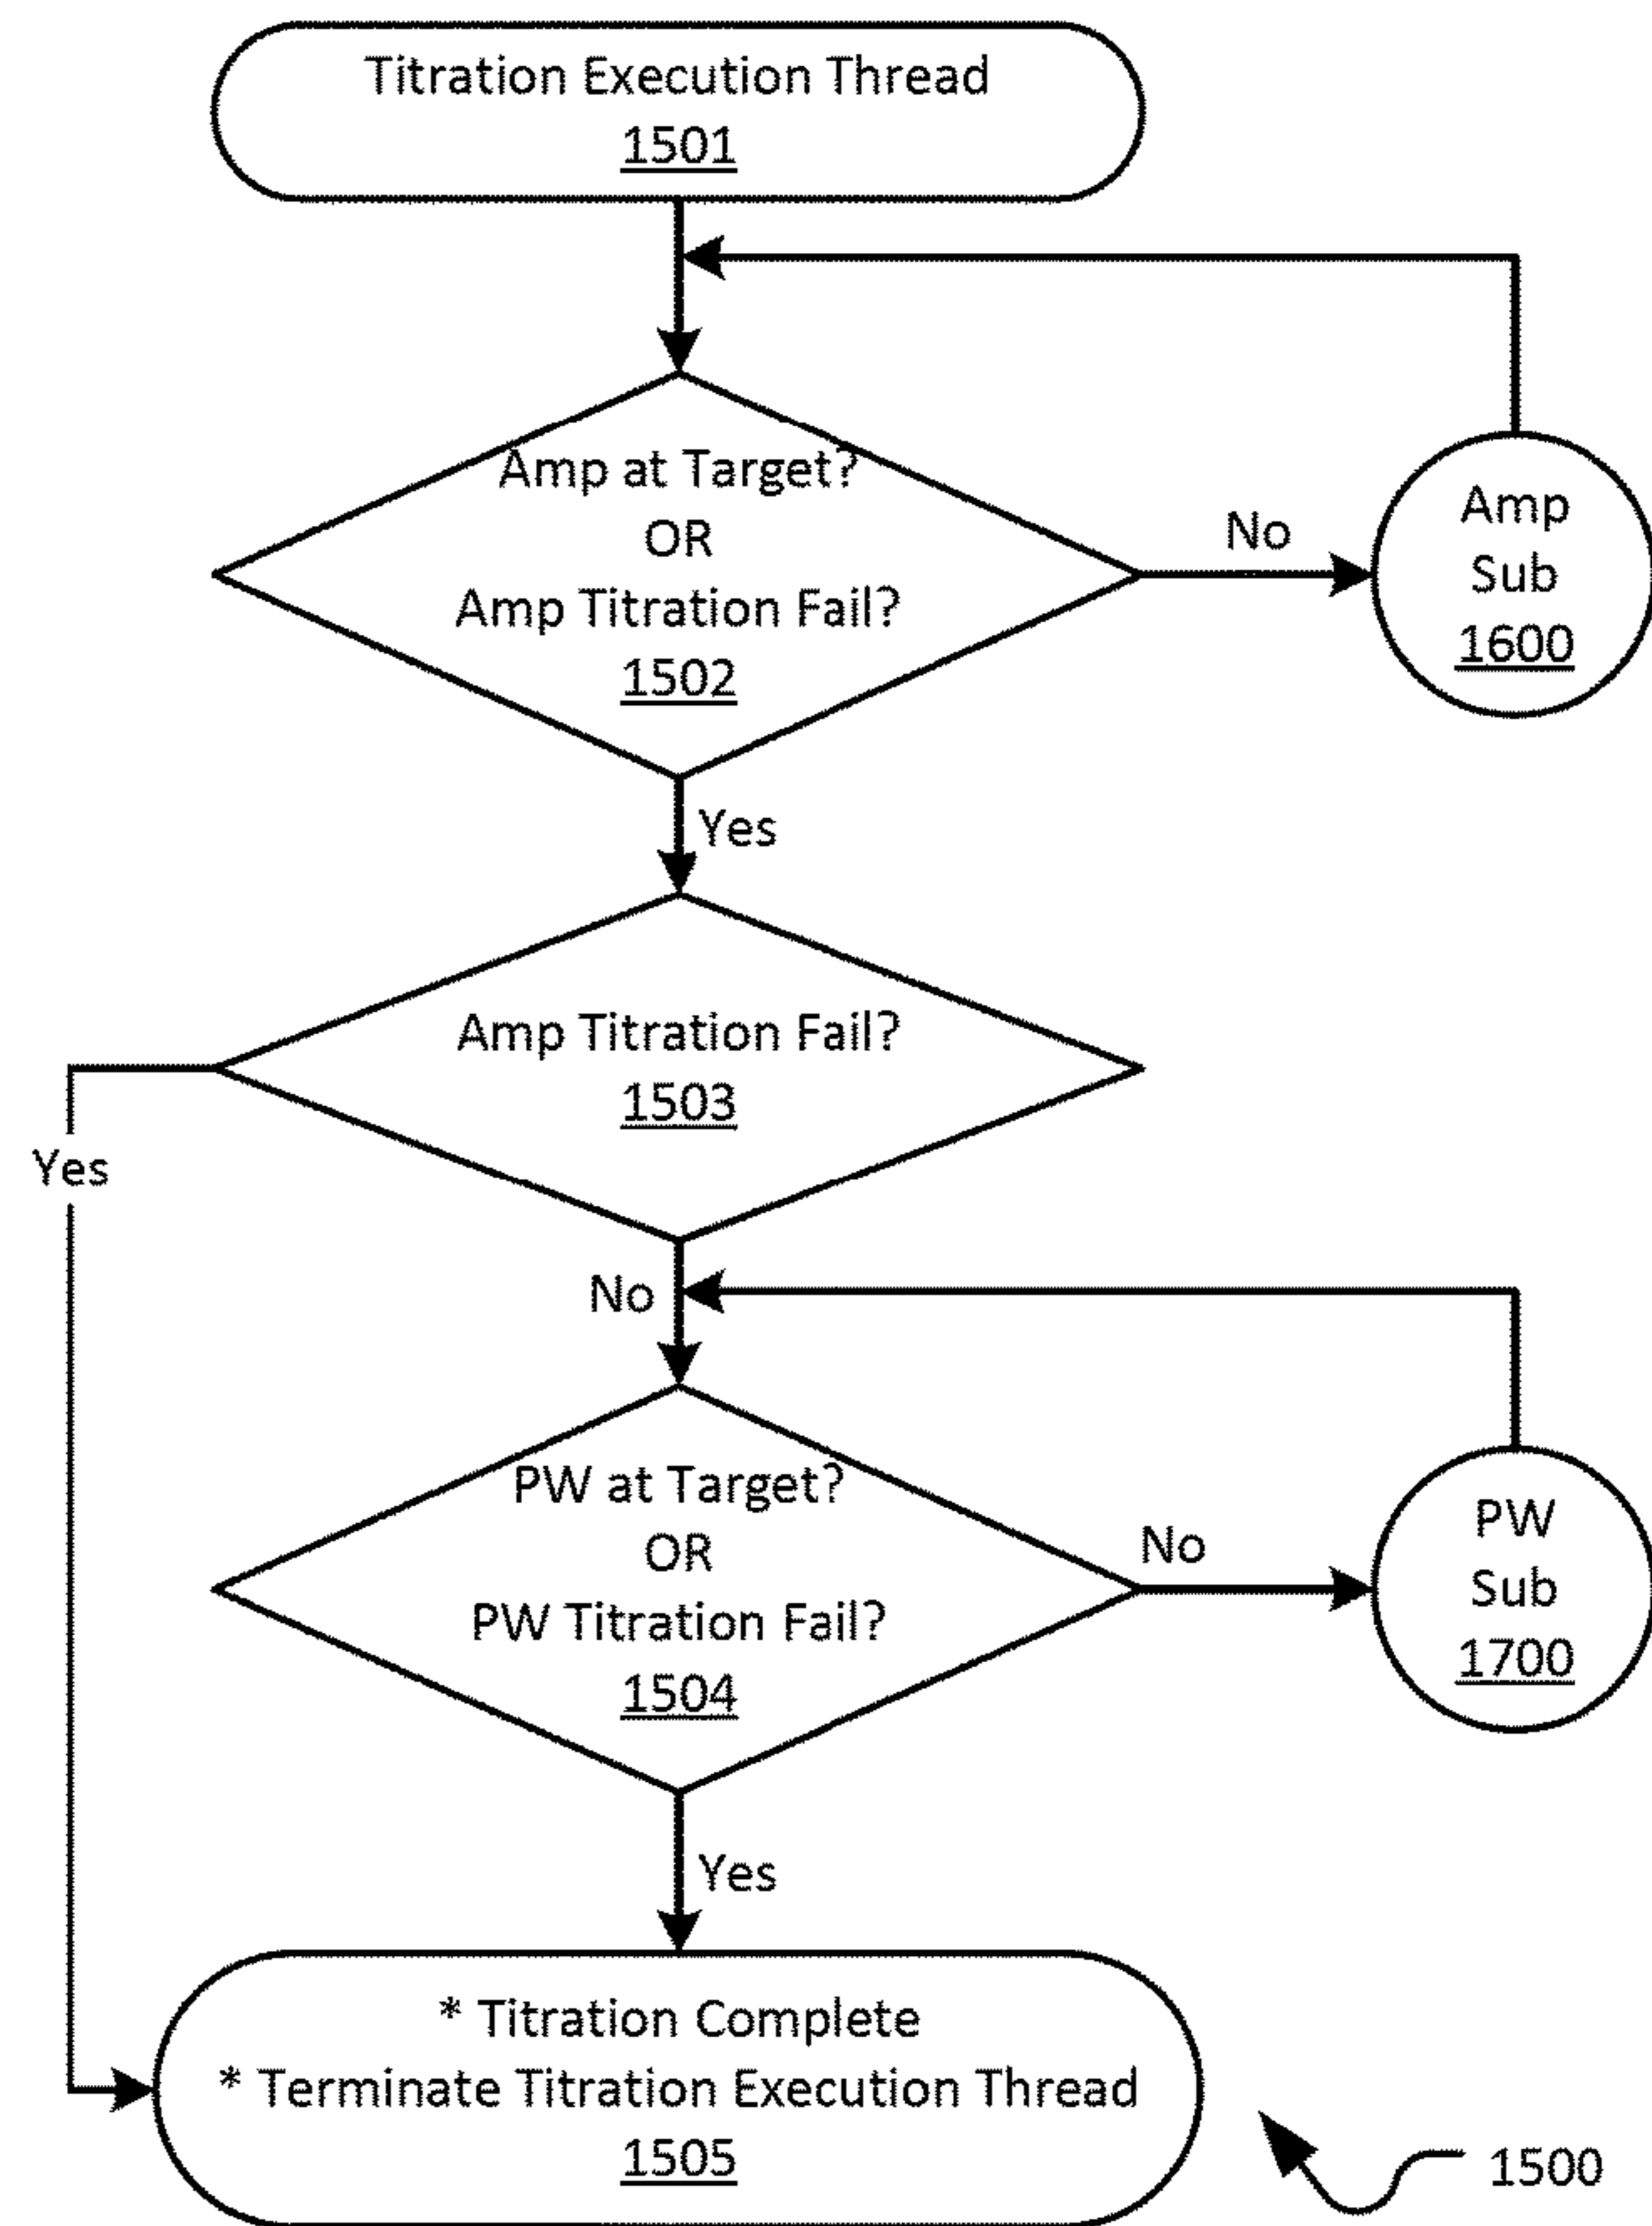 Titration Execution Thread
1501
Amp at Target?
OR
Amp Titration Fail?
1502
No
Amp
Sub
1600
Yes
Amp Titration Fail?
1503
Yes
No
PW at Target?
OR
PW Titration Fail?
1504
No
PW
Sub
1700
Yes
* Titration Complete
* Terminate Titration Execution Thread
1505
1500